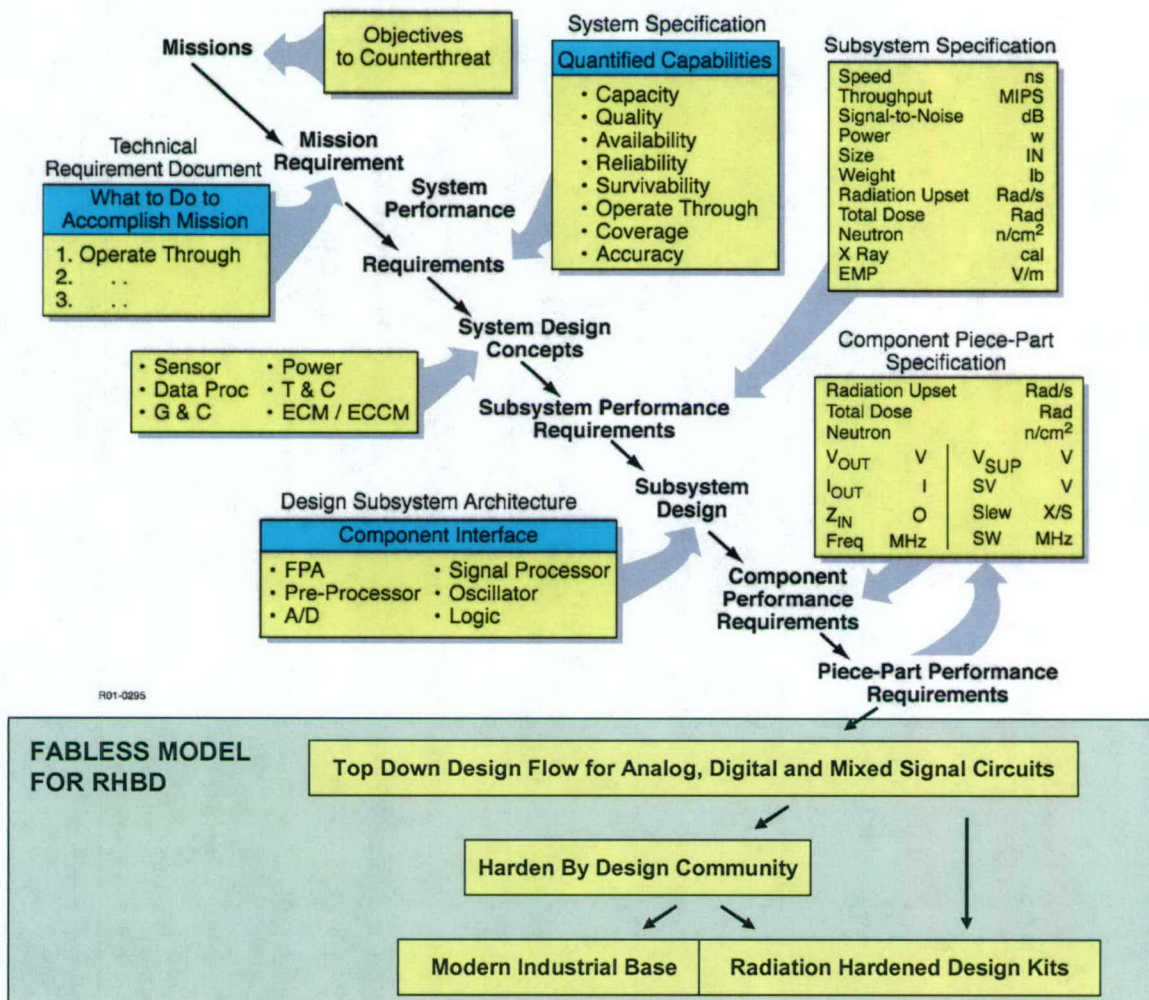 Missions
Objectives
to Counterthreat
System Specification
Quantified Capabilities
• Capacity
• Quality
• Availability
• Reliability
• Survivability
• Operate Through
• Coverage
• Accuracy
Subsystem Specification
Speed ns
Throughput MIPS
Signal-to-Noise dB
Power w
Size IN
Weight lb
Radiation Upset Rad/s
Total Dose Rad
Neutron n/cm²
X Ray cal
EMP V/m
Mission
Requirement
Technical
Requirement Document
What to Do to
Accomplish Mission
1. Operate Through
2. . .
3. . .
System
Performance
Requirements
System Design
Concepts
• Sensor • Power
• Data Proc • T & C
• G & C • ECM / ECCM
Subsystem Performance
Requirements
Component Piece-Part
Specification
Radiation Upset Rad/s
Total Dose Rad
Neutron n/cm²
V_OUT V V_SUP V
I_OUT I SV V
Z_IN O Slew X/S
Freq MHz SW MHz
Subsystem
Design
Design Subsystem Architecture
Component Interface
• FPA • Signal Processor
• Pre-Processor • Oscillator
• A/D • Logic
Component
Performance
Requirements
Piece-Part Performance
Requirements
R01-0295
FABLESS MODEL
FOR RHBD
Top Down Design Flow for Analog, Digital and Mixed Signal Circuits
Harden By Design Community
Modern Industrial Base
Radiation Hardened Design Kits